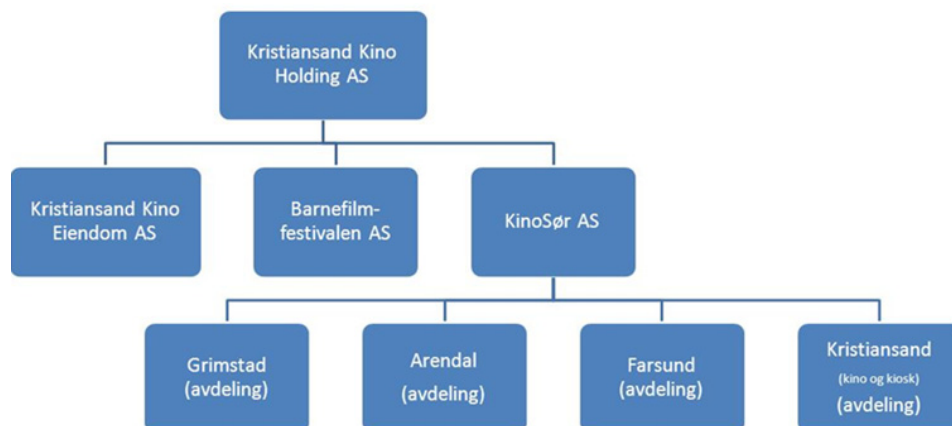 Kristiansand Kino
Holding AS
Kristiansand Kino
Eiendom AS
Barnefilm-
festivalen AS
KinoSør AS
Grimstad
(avdeling)
Arendal
(avdeling)
Farsund
(avdeling)
Kristiansand
(kino og kiosk)
(avdeling)